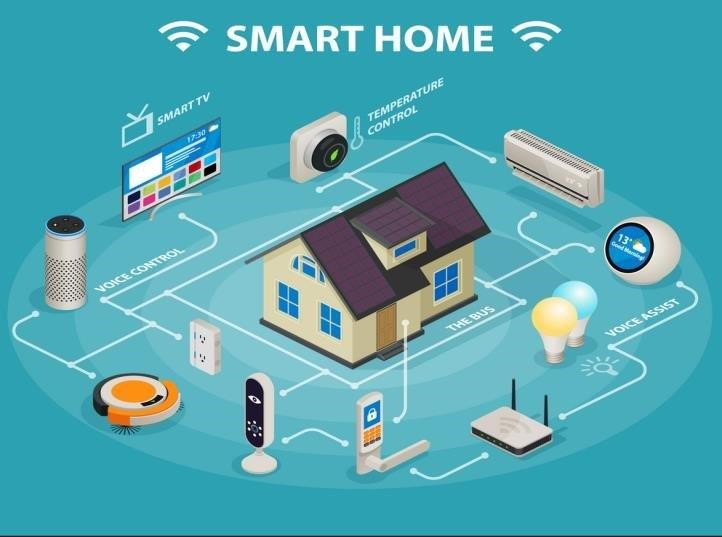 SMART HOME
SMART TV
17:30
TEMPERATURE
CONTROL
13°
Good Morning!
VOICE CONTROL
THE BUS
VOICE ASSIST